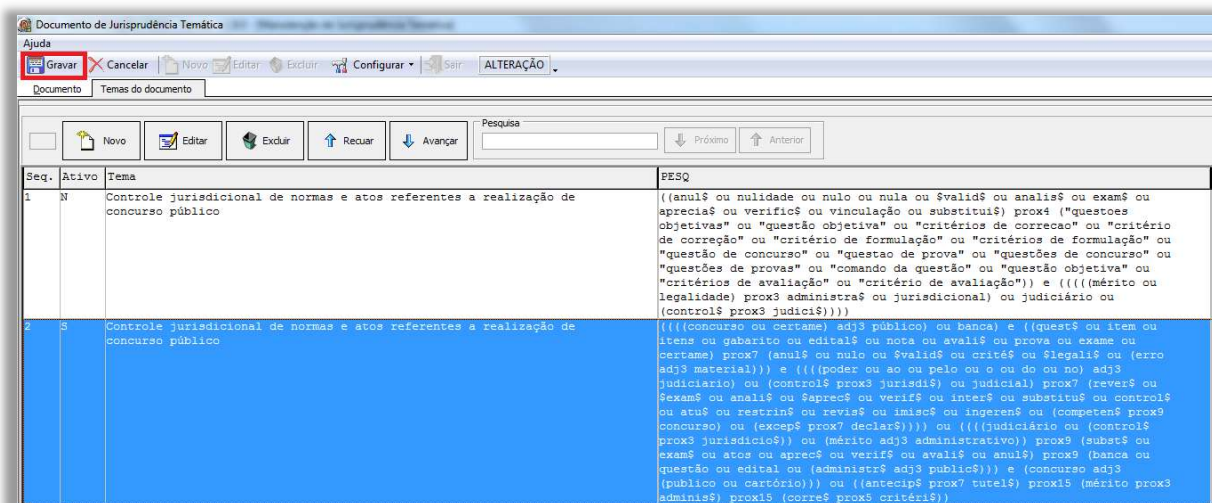 Documento de Jurisprudência Temática
Ajuda
Gravar Cancelar Novo Editar Excluir Configurar Sair ALTERAÇÃO
Documento Temas do documento
Pesquisa
Novo Editar Excluir Recuar Avançar Próximo Anterior
Seq. Ativo Tema PESQ
1 N Controle jurisdicional de normas e atos referentes a realização de ((anul$ ou nulidade ou nulo ou nula ou $valid$ ou analis$ ou exam$ ou
concurso público aprecia$ ou verific$ ou vinculação ou substitui$) prox4 ("questoes
objetivas" ou "questão objetiva" ou "critérios de correcao" ou "critério
de correção" ou "critério de formulação" ou "critérios de formulação" ou
"questão de concurso" ou "questao de prova" ou "questões de concurso" ou
"questões de provas" ou "comando da questão" ou "questão objetiva" ou
"critérios de avaliação" ou "critério de avaliação")) e (((((mérito ou
legalidade) prox3 administra$ ou jurisdicional) ou judiciário ou
(control$ prox3 judici$))))
2 S Controle jurisdicional de normas e atos referentes a realização de ((((concurso ou certame) adj3 público) ou banca) e ((quest$ ou item ou
concurso público itens ou gabarito ou edital$ ou nota ou avali$ ou prova ou exame ou
certame) prox7 (anul$ ou nulo ou $valid$ ou crité$ ou $legali$ ou (erro
adj3 material))) e ((((poder ou ao ou pelo ou o ou do ou no) adj3
judiciario) ou (control$ prox3 jurisdi$) ou judicial) prox7 (rever$ ou
$exam$ ou anali$ ou $aprec$ ou verif$ ou inter$ ou substitu$ ou control$
ou atu$ ou restrin$ ou revis$ ou imisc$ ou ingeren$ ou (competen$ prox9
concurso) ou (excep$ prox7 declar$)))) ou ((((judiciário ou (control$
prox3 jurisdicio$)) ou (mérito adj3 administrativo)) prox9 (subst$ ou
exam$ ou atos ou aprec$ ou verif$ ou avali$ ou anul$) prox9 (banca ou
questão ou edital ou (administr$ adj3 public$))) e (concurso adj3
(publico ou cartório))) ou ((antecip$ prox7 tutel$) prox15 (mérito prox3
adminis$) prox15 (corre$ prox5 critéri$))